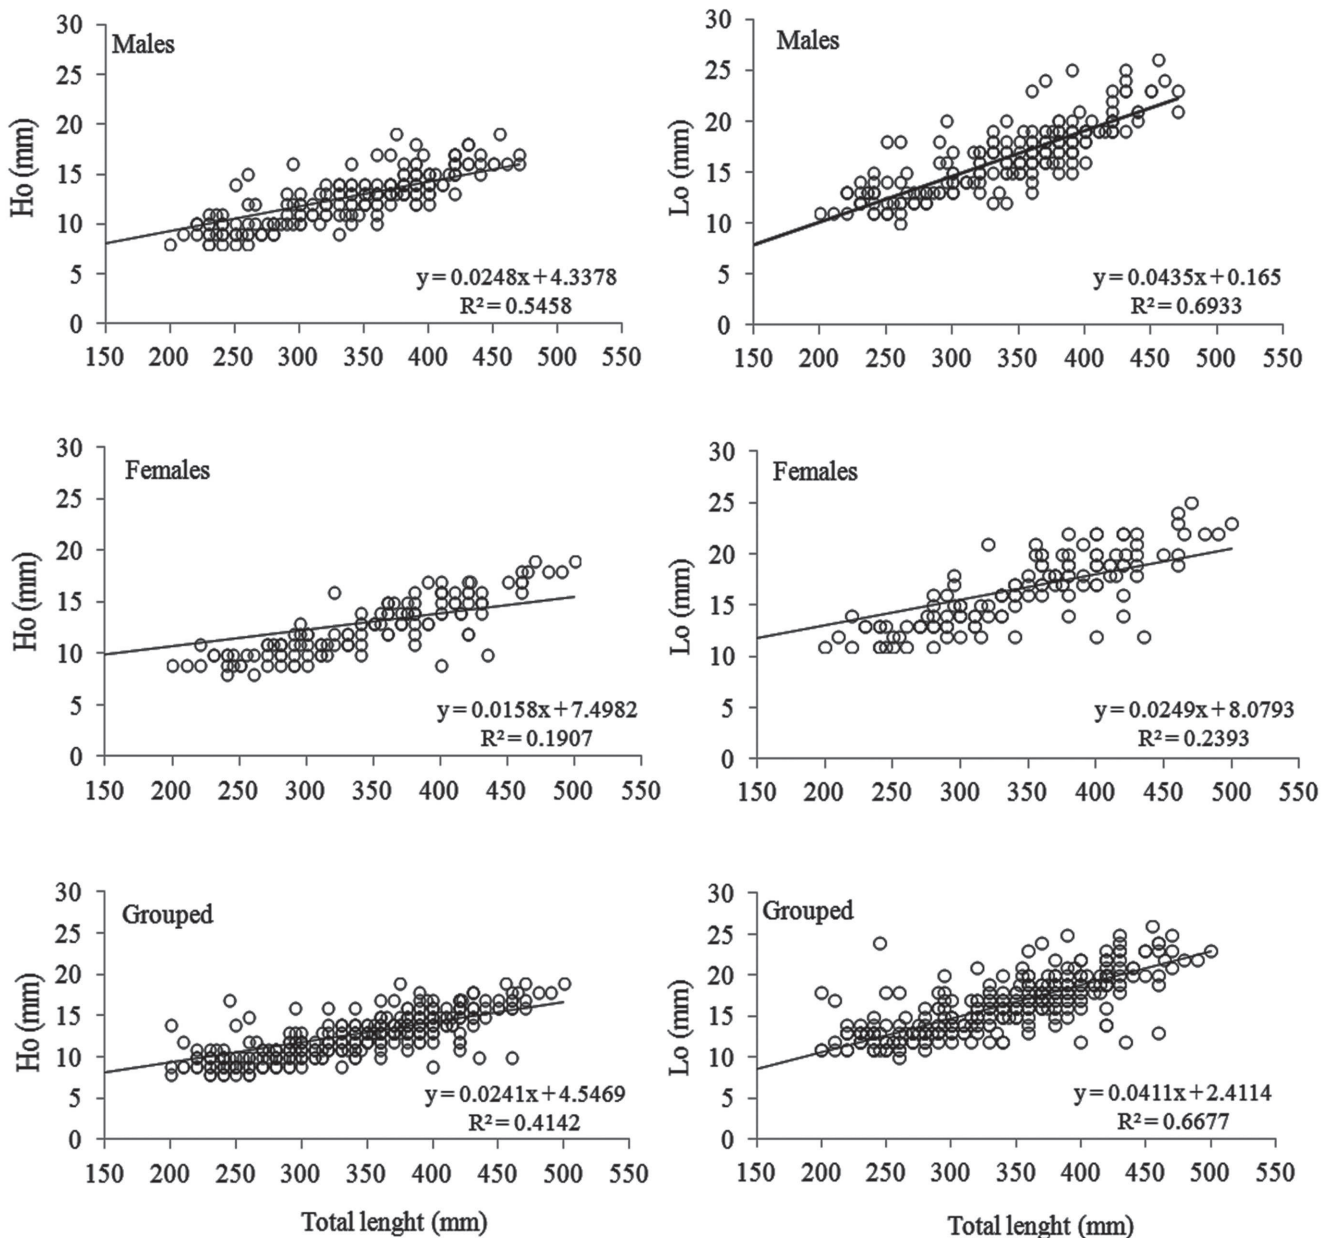 30
25
20
15
10
5
0
Ho (mm)
Males
y = 0.0248x + 4.3378
R² = 0.5458
150 200 250 300 350 400 450 500 550
30
25
20
15
10
5
0
Lo (mm)
Males
y = 0.0435x + 0.165
R² = 0.6933
150 200 250 300 350 400 450 500 550
30
25
20
15
10
5
0
Ho (mm)
Females
y = 0.0158x + 7.4982
R² = 0.1907
150 200 250 300 350 400 450 500 550
30
25
20
15
10
5
0
Lo (mm)
Females
y = 0.0249x + 8.0793
R² = 0.2393
150 200 250 300 350 400 450 500 550
30
25
20
15
10
5
0
Ho (mm)
Grouped
y = 0.0241x + 4.5469
R² = 0.4142
150 200 250 300 350 400 450 500 550
Total lenght (mm)
30
25
20
15
10
5
0
Lo (mm)
Grouped
y = 0.0411x + 2.4114
R² = 0.6677
150 200 250 300 350 400 450 500 550
Total lenght (mm)